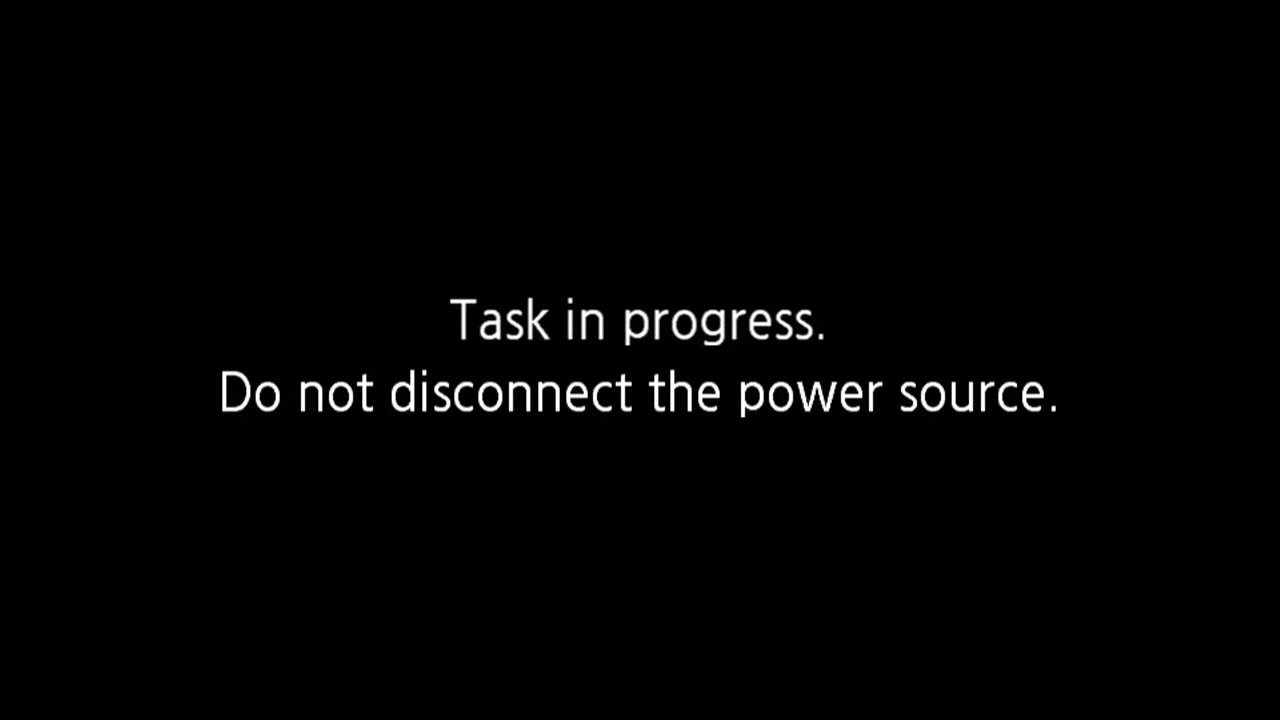 Task in progress.
Do not disconnect the power source.